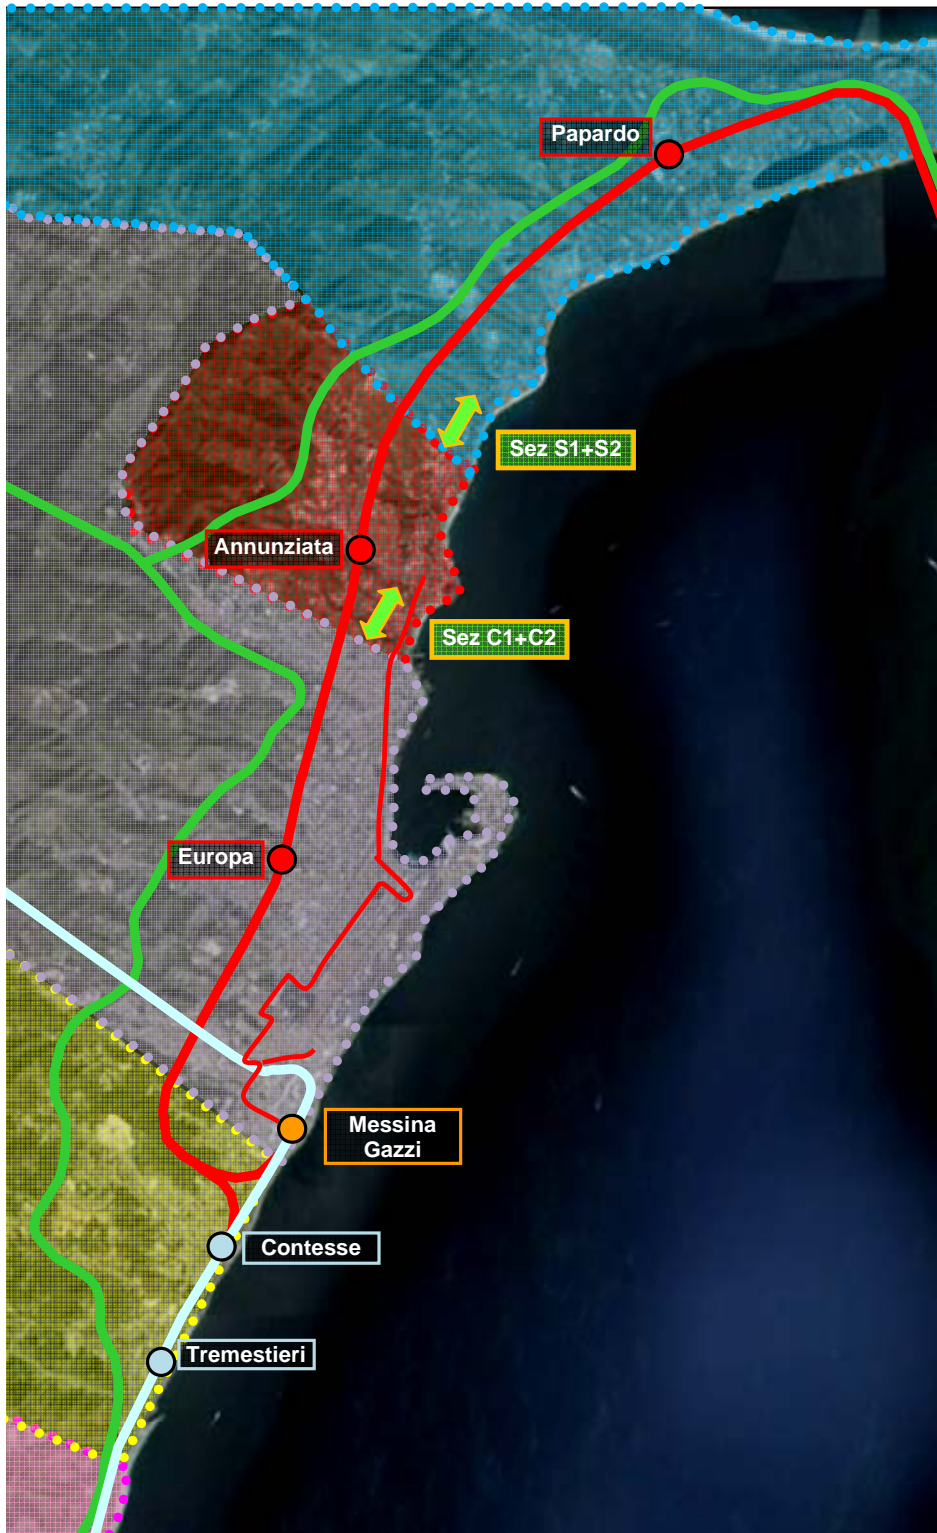 Papardo
Sez S1+S2
Annunziata
Sez C1+C2
Europa
Messina
Gazzi
Contesse
Tremestieri